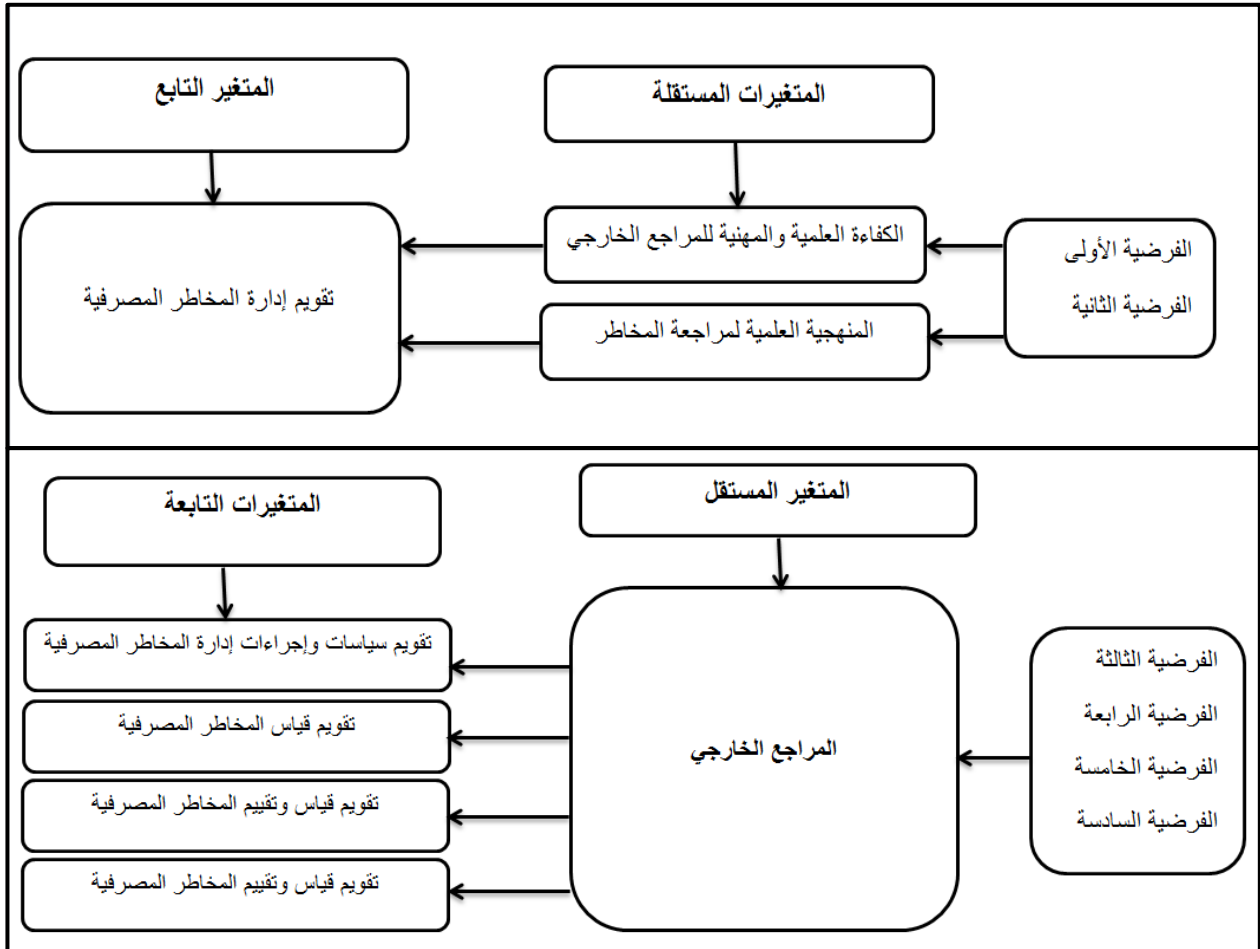 المتغيرات المستقلة
المتغير التابع
الفرضية الأولى
الفرضية الثانية
الكفاءة العلمية والمهنية للمراجع الخارجي
المنهجية العلمية لمراجعة المخاطر
تقويم إدارة المخاطر المصرفية
المتغير المستقل
المتغيرات التابعة
الفرضية الثالثة
الفرضية الرابعة
الفرضية الخامسة
الفرضية السادسة
المراجع الخارجي
تقويم سياسات وإجراءات إدارة المخاطر المصرفية
تقويم قياس المخاطر المصرفية
تقويم قياس وتقييم المخاطر المصرفية
تقويم قياس وتقييم المخاطر المصرفية